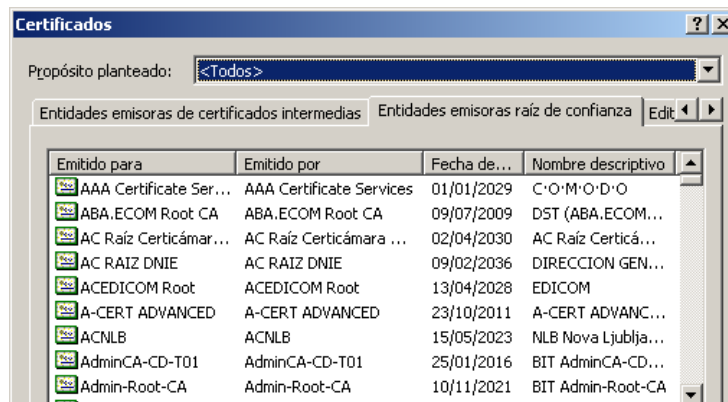 Certificados
Propósito planteado: <Todos>
Entidades emisoras de certificados intermedias Entidades emisoras raíz de confianza Edit
Emitido para Emitido por Fecha de... Nombre descriptivo
AAA Certificate Ser... AAA Certificate Services 01/01/2029 C·O·M·O·D·O
ABA.ECOM Root CA ABA.ECOM Root CA 09/07/2009 DST (ABA.ECOM...
AC Raíz Certicámar... AC Raíz Certicámara ... 02/04/2030 AC Raíz Certicá...
AC RAIZ DNIE AC RAIZ DNIE 09/02/2036 DIRECCION GEN...
ACEDICOM Root ACEDICOM Root 13/04/2028 EDICOM
A-CERT ADVANCED A-CERT ADVANCED 23/10/2011 A-CERT ADVANC...
ACNLB ACNLB 15/05/2023 NLB Nova Ljublja...
AdminCA-CD-T01 AdminCA-CD-T01 25/01/2016 BIT AdminCA-CD...
Admin-Root-CA Admin-Root-CA 10/11/2021 BIT Admin-Root-CA